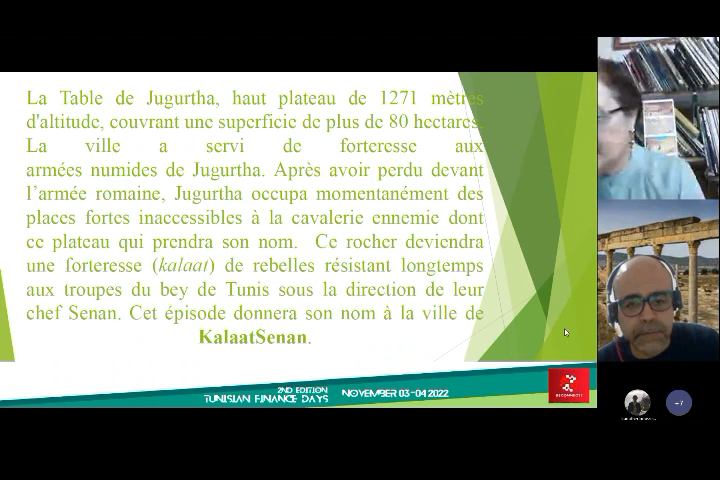 La Table de Jugurtha, haut plateau de 1271 mètres
d'altitude, couvrant une superficie de plus de 80 hectares.
La ville a servi de forteresse aux
armées numides de Jugurtha. Après avoir perdu devant
l'armée romaine, Jugurtha occupa momentanément des
places fortes inaccessibles à la cavalerie ennemie dont
ce plateau qui prendra son nom. Ce rocher deviendra
une forteresse (kalaat) de rebelles résistant longtemps
aux troupes du bey de Tunis sous la direction de leur
chef Senan. Cet épisode donnera son nom à la ville de
KalaatSenan.
2ND EDITION
TUNISIAN FINANCE DAYS
NOVEMBER 03-04 2022
+7